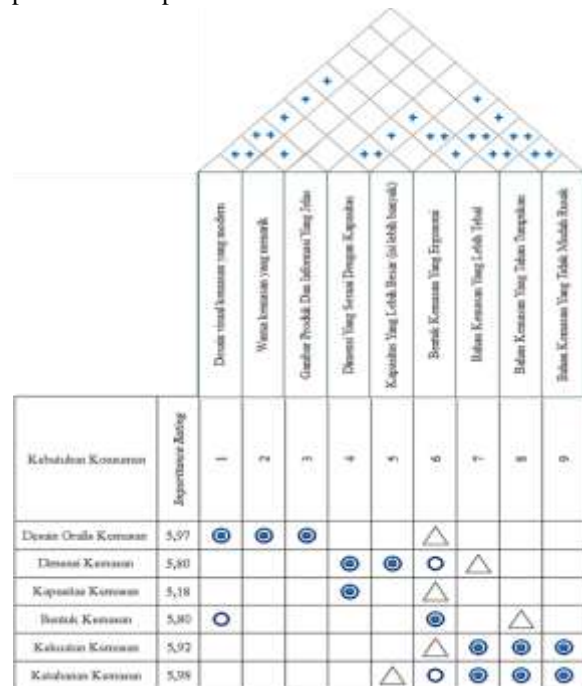 Desain visual kemasan yang modern
Warna kemasan yang menarik
Gambar Produk Dan Informasi Yang Jelas
Dimensi Yang Sesuai Dengan Kapasitas
Kapasitas Yang Lebih Besar (isi lebih banyak)
Bentuk Kemasan Yang Ergonomi
Bahan Kemasan Yang Lebih Tebal
Bahan Kemasan Yang Tahan Tumpukan
Bahan Kemasan Yang Tidak Mudah Rusak
Kebutuhan Konsumen
Importance Rating
1 2 3 4 5 6 7 8 9
Desain Grafis Kemasan 5,97
Dimensi Kemasan 5,80
Kapasitas Kemasan 5,18
Bentuk Kemasan 5,80
Kekuatan Kemasan 5,92
Ketahanan Kemasan 5,98